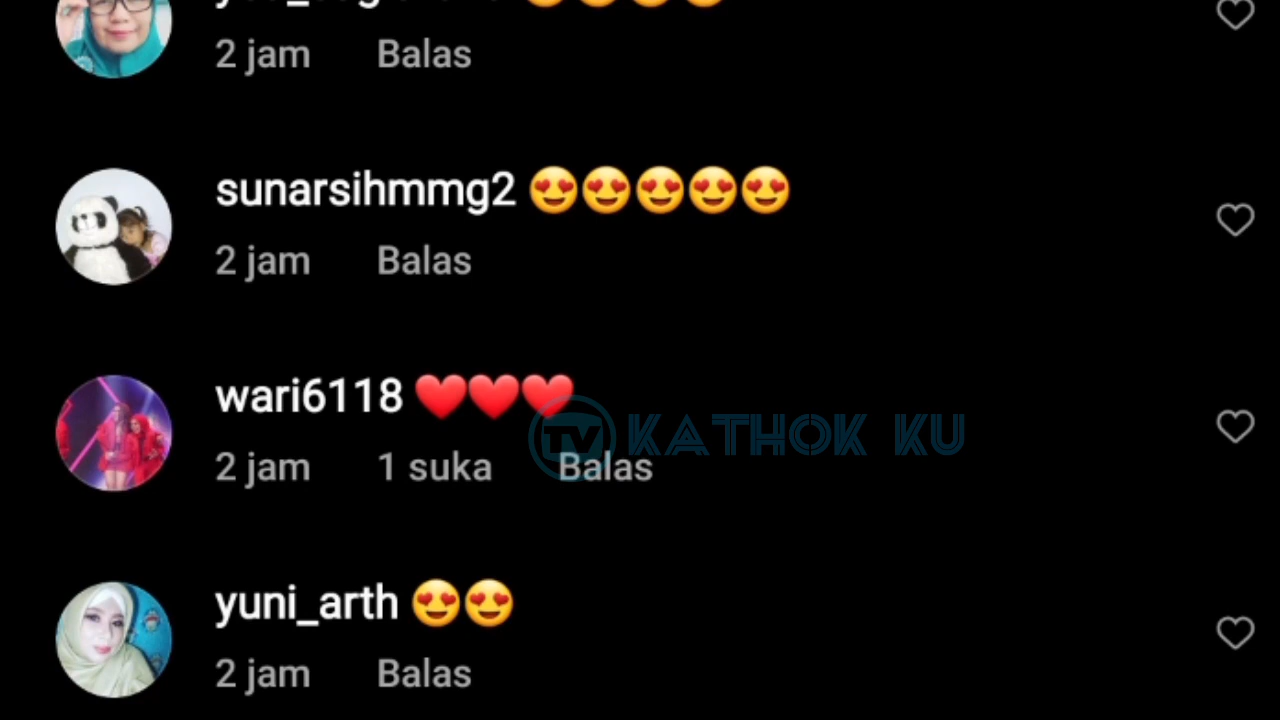 2 jam Balas
sunarsihmmg2 😍😍😍😍😍
2 jam Balas
wari6118 ❤️❤️❤️
TV KATHOK KU
2 jam 1 suka Balas
yuni_arth 😍😍
2 jam Balas